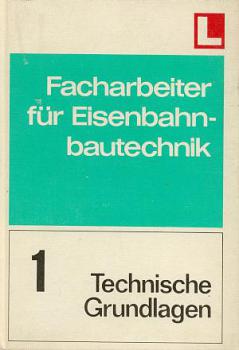 L
Facharbeiter
für Eisenbahn-
bautechnik
1 Technische
Grundlagen